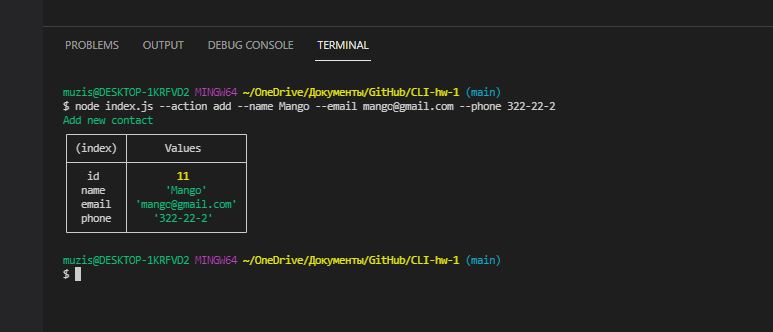 PROBLEMS OUTPUT DEBUG CONSOLE TERMINAL
muzis@DESKTOP-1KRFVD2 MINGW64 ~/OneDrive/Документы/GitHub/CLI-hw-1 (main)
$ node index.js --action add --name Mango --email mango@gmail.com --phone 322-22-2
Add new contact
(index) Values
id 11
name 'Mango'
email 'mango@gmail.com'
phone '322-22-2'
muzis@DESKTOP-1KRFVD2 MINGW64 ~/OneDrive/Документы/GitHub/CLI-hw-1 (main)
$